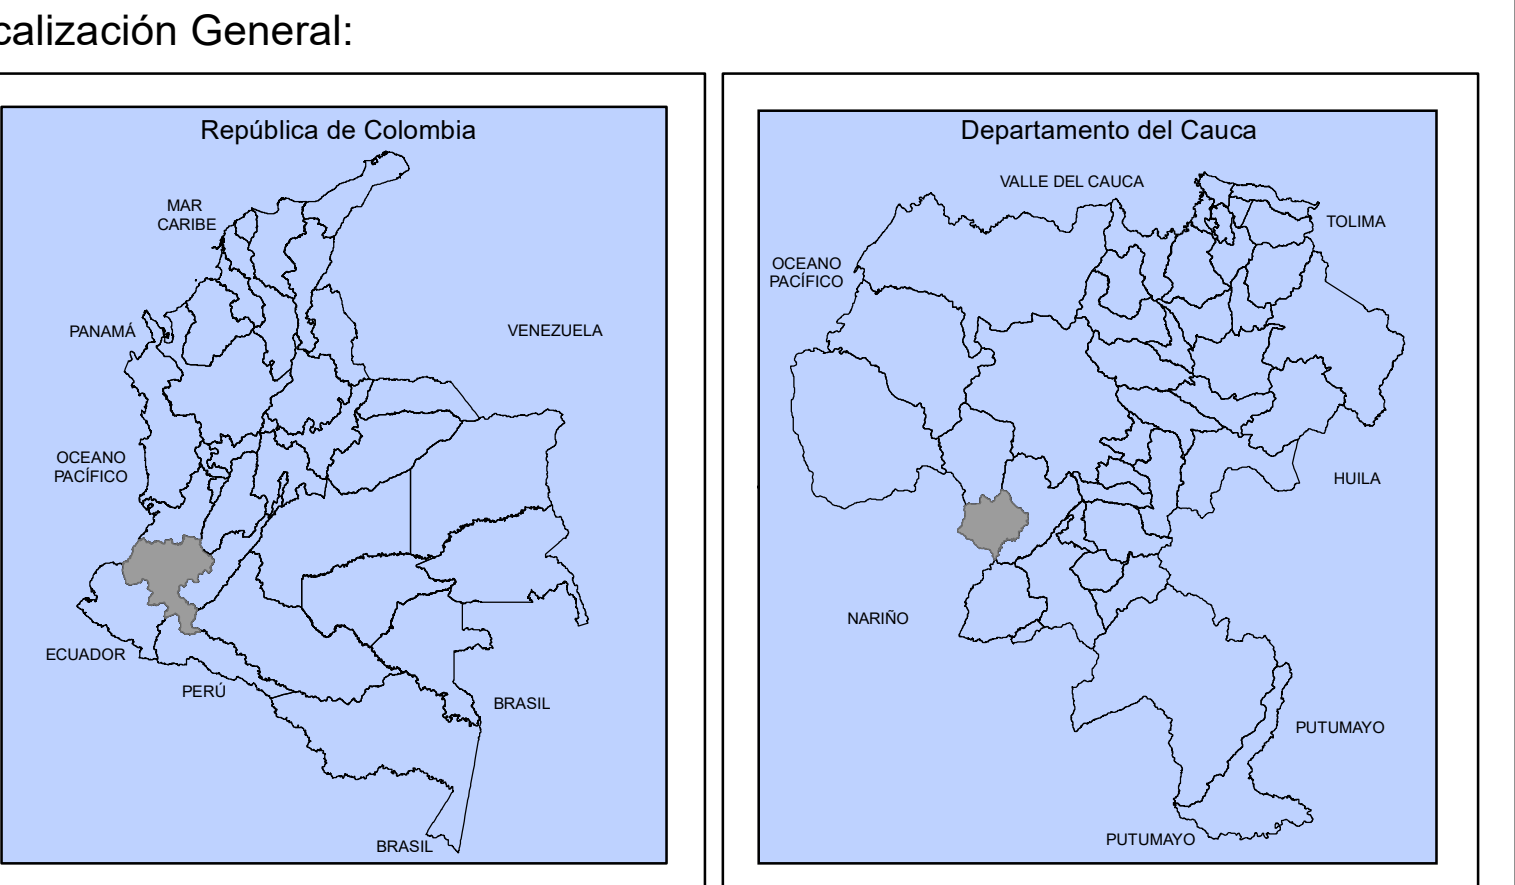 calización General:
República de Colombia
MAR
CARIBE
PANAMÁ
VENEZUELA
OCEANO
PACÍFICO
ECUADOR
PERÚ
BRASIL
BRASIL
Departamento del Cauca
VALLE DEL CAUCA
TOLIMA
OCEANO
PACÍFICO
HUILA
NARIÑO
PUTUMAYO
PUTUMAYO